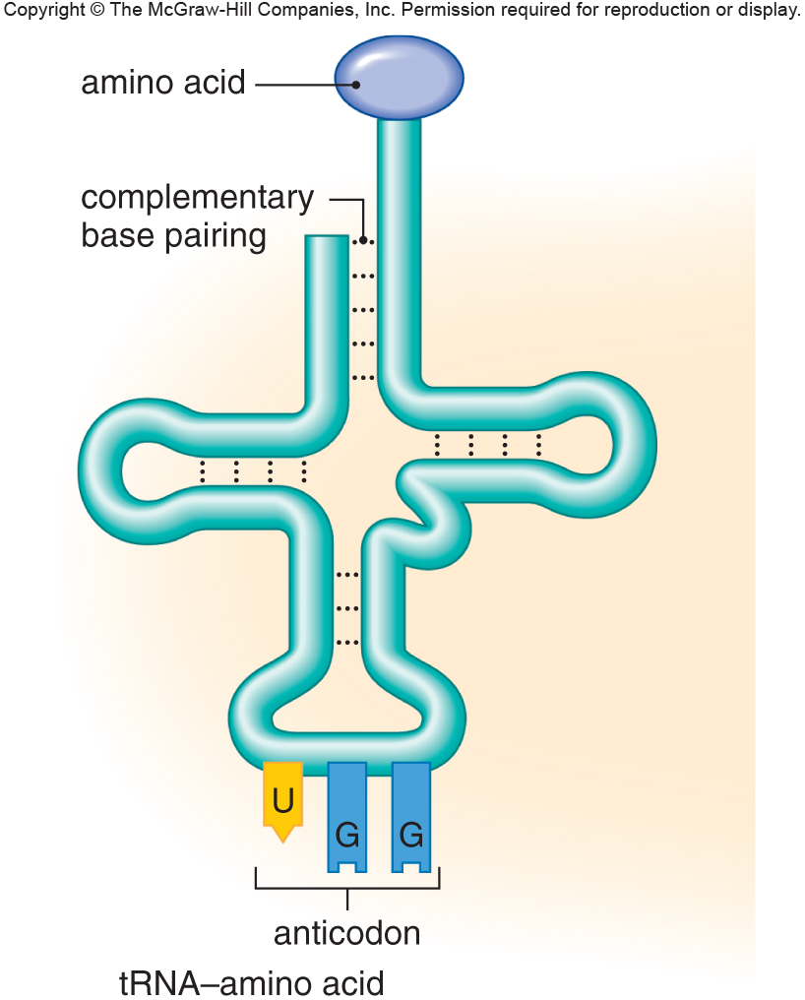 Copyright © The McGraw-Hill Companies, Inc. Permission required for reproduction or display.
amino acid
complementary
base pairing
U
G
G
anticodon
tRNA–amino acid